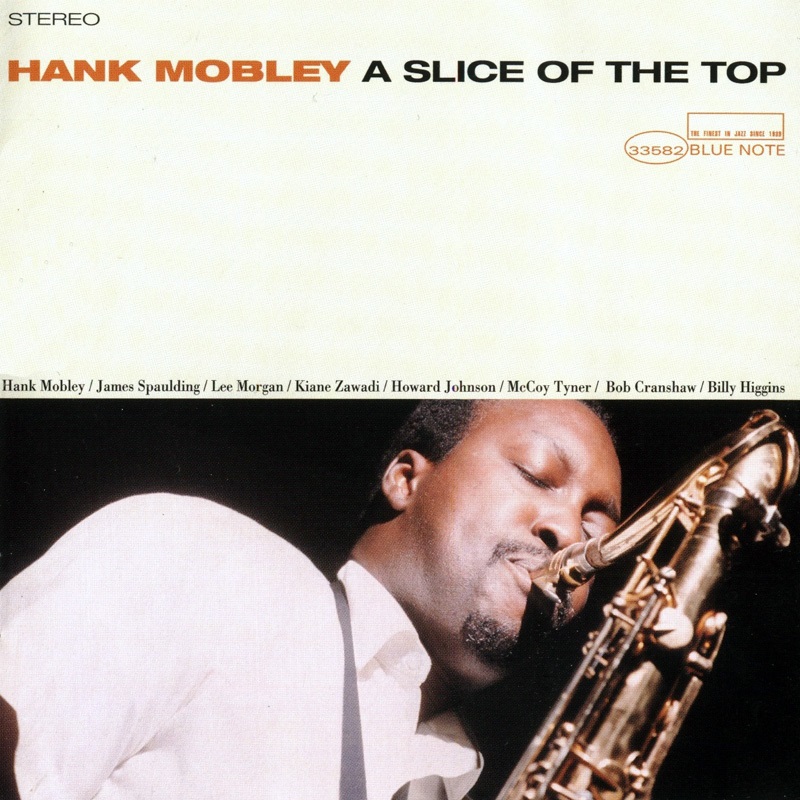 STEREO
HANK MOBLEY A SLICE OF THE TOP
THE FINEST IN JAZZ SINCE 1939
33582 BLUE NOTE
Hank Mobley / James Spaulding / Lee Morgan / Kiane Zawadi / Howard Johnson / McCoy Tyner / Bob Cranshaw / Billy Higgins